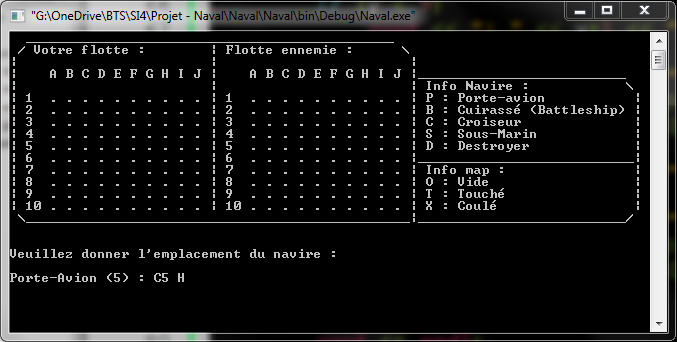 "G:\OneDrive\BTS\SI4\Projet - Naval\Naval\Naval\bin\Debug\Naval.exe"
Votre flotte : Flotte ennemie :
A B C D E F G H I J A B C D E F G H I J
Info Navire :
1 . . . . . . . . . . 1 . . . . . . . . . . P : Porte-avion
2 . . . . . . . . . . 2 . . . . . . . . . . B : Cuirassé (Battleship)
3 . . . . . . . . . . 3 . . . . . . . . . . C : Croiseur
4 . . . . . . . . . . 4 . . . . . . . . . . S : Sous-Marin
5 . . . . . . . . . . 5 . . . . . . . . . . D : Destroyer
6 . . . . . . . . . . 6 . . . . . . . . . .
7 . . . . . . . . . . 7 . . . . . . . . . . Info map :
8 . . . . . . . . . . 8 . . . . . . . . . . O : Vide
9 . . . . . . . . . . 9 . . . . . . . . . . T : Touché
10 . . . . . . . . . . 10 . . . . . . . . . . X : Coulé
Veuillez donner l'emplacement du navire :
Porte-Avion (5) : C5 H